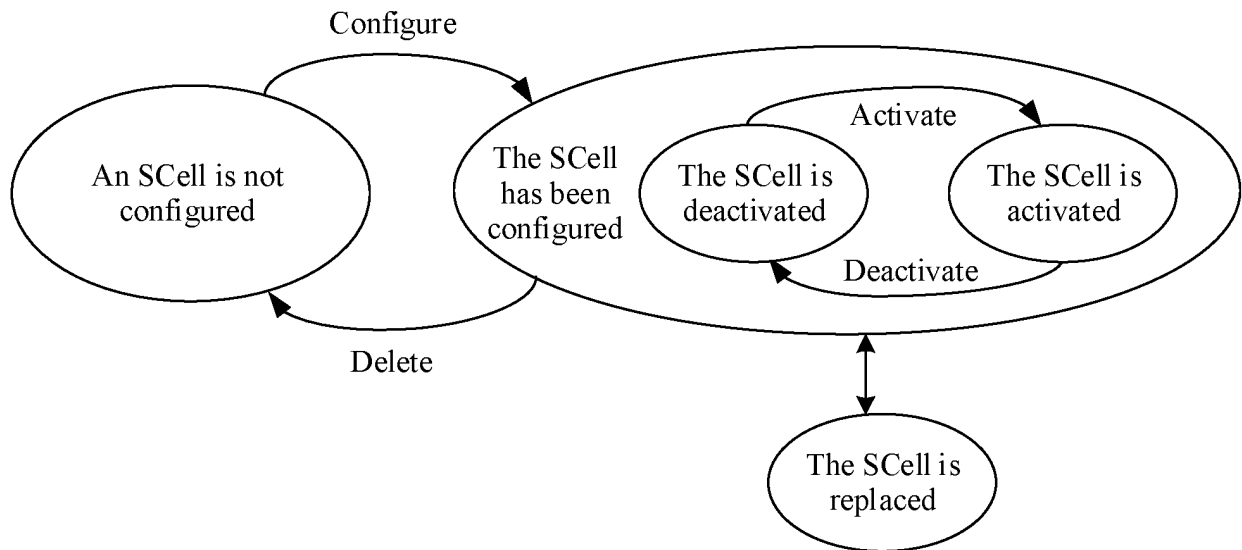 Configure
An SCell is not
configured
The SCell
has been
configured
Activate
The SCell is
deactivated
The SCell is
activated
Deactivate
Delete
The SCell is
replaced